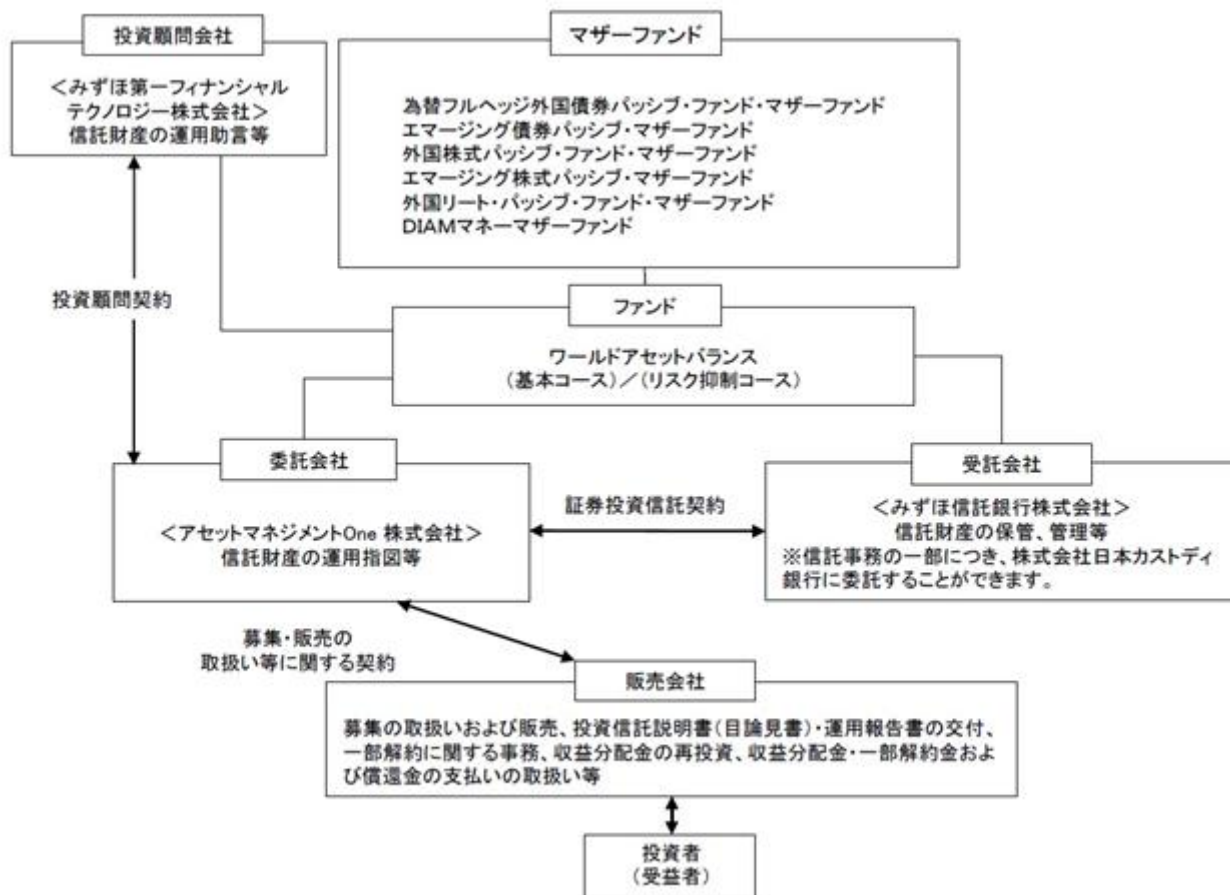 投資顧問会社
＜みずほ第一フィナンシャル
テクノロジー株式会社＞
信託財産の運用助言等
マザーファンド
為替フルヘッジ外国債券パッシブ・ファンド・マザーファンド
エマージング債券パッシブ・マザーファンド
外国株式パッシブ・ファンド・マザーファンド
エマージング株式パッシブ・マザーファンド
外国リート・パッシブ・ファンド・マザーファンド
DIAMマネーマザーファンド
投資顧問契約
ファンド
ワールドアセットバランス
（基本コース）／（リスク抑制コース）
委託会社
＜アセットマネジメントOne 株式会社＞
信託財産の運用指図等
証券投資信託契約
受託会社
＜みずほ信託銀行株式会社＞
信託財産の保管、管理等
※信託事務の一部につき、株式会社日本カストディ
銀行に委託することができます。
募集・販売の
取扱い等に関する契約
販売会社
募集の取扱いおよび販売、投資信託説明書（目論見書）・運用報告書の交付、
一部解約に関する事務、収益分配金の再投資、収益分配金・一部解約金およ
び償還金の支払いの取扱い等
投資者
（受益者）